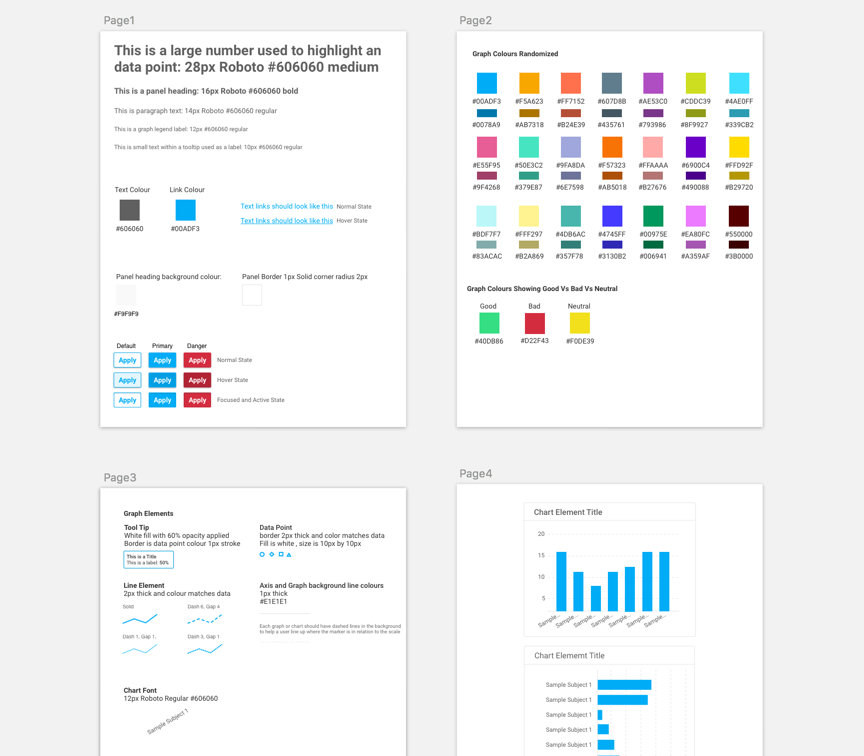 Page1
This is a large number used to highlight an
data point: 28px Roboto #606060 medium
This is a panel heading: 16px Roboto #606060 bold
This is paragraph text: 14px Roboto #606060 regular
This is a graph legend label: 12px #606060 regular
This is small text within a tooltip used as a label: 10px #606060 regular
Text Colour
Link Colour
#606060
#00ADF3
Text links should look like this Normal State
Text links should look like this Hover State
Panel heading background colour:
#F9F9F9
Panel Border 1px Solid corner radius 2px
Default Primary Danger
Apply Apply Apply Normal State
Apply Apply Apply Hover State
Apply Apply Apply Focused and Active State
Page2
Graph Colours Randomized
#00ADF3 #F5A623 #FF7152 #607D8B #AE53C0 #CDDC39 #4AE0FF
#0078A9 #AB7318 #B24E39 #435761 #793986 #8F9927 #339CB2
#E55F95 #50E3C2 #9FA8DA #F57323 #FFAAAA #6900C4 #FFD92F
#9F4268 #379E87 #6E7598 #AB5018 #B27676 #490088 #B29720
#BDF7F7 #FFF297 #4DB6AC #4745FF #00975E #EA80FC #550000
#83ACAC #B2A869 #357F78 #3130B2 #006941 #A359AF #3B0000
Graph Colours Showing Good Vs Bad Vs Neutral
Good Bad Neutral
#40DB86 #D22F43 #F0DE39
Page3
Graph Elements
Tool Tip
White fill with 60% opacity applied
Border is data point colour 1px stroke
This is a Title
This is a label: 50%
Data Point
border 2px thick and color matches data
Fill is white , size is 10px by 10px
Line Element
2px thick and colour matches data
Solid
Dash 6, Gap 4
Dash 1, Gap 1,
Dash 3, Gap 1
Axis and Graph background line colours
1px thick
#E1E1E1
Each graph or chart should have dashed lines in the background
to help a user line up where the marker is in relation to the scale
Chart Font
12px Roboto Regular #606060
Sample Subject 1
Page4
Chart Element Title
20
15
10
5
Sample... Sample... Sample... Sample... Sample... Sample... Sample...
Chart Elememt Title
Sample Subject 1
Sample Subject 1
Sample Subject 1
Sample Subject 1
Sample Subject 1